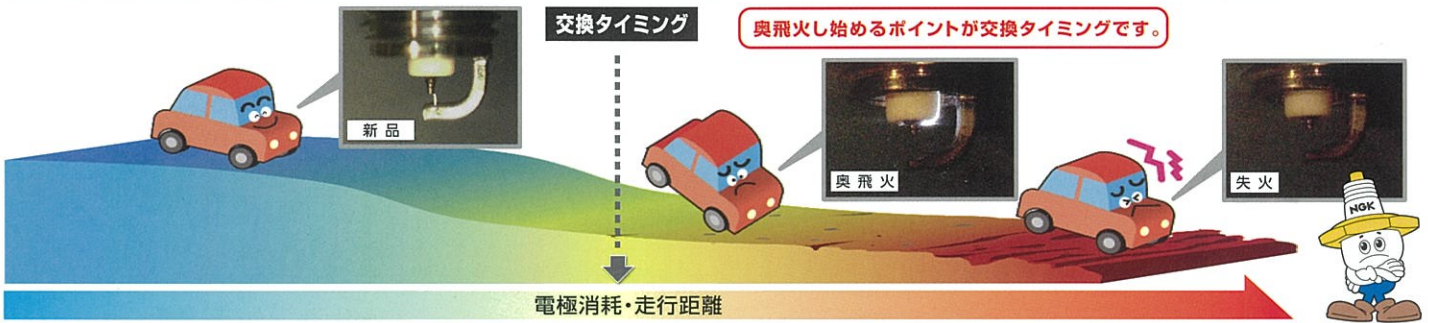 交換タイミング
奥飛火し始めるポイントが交換タイミングです。
新品
奥飛火
失火
NGK
電極消耗・走行距離